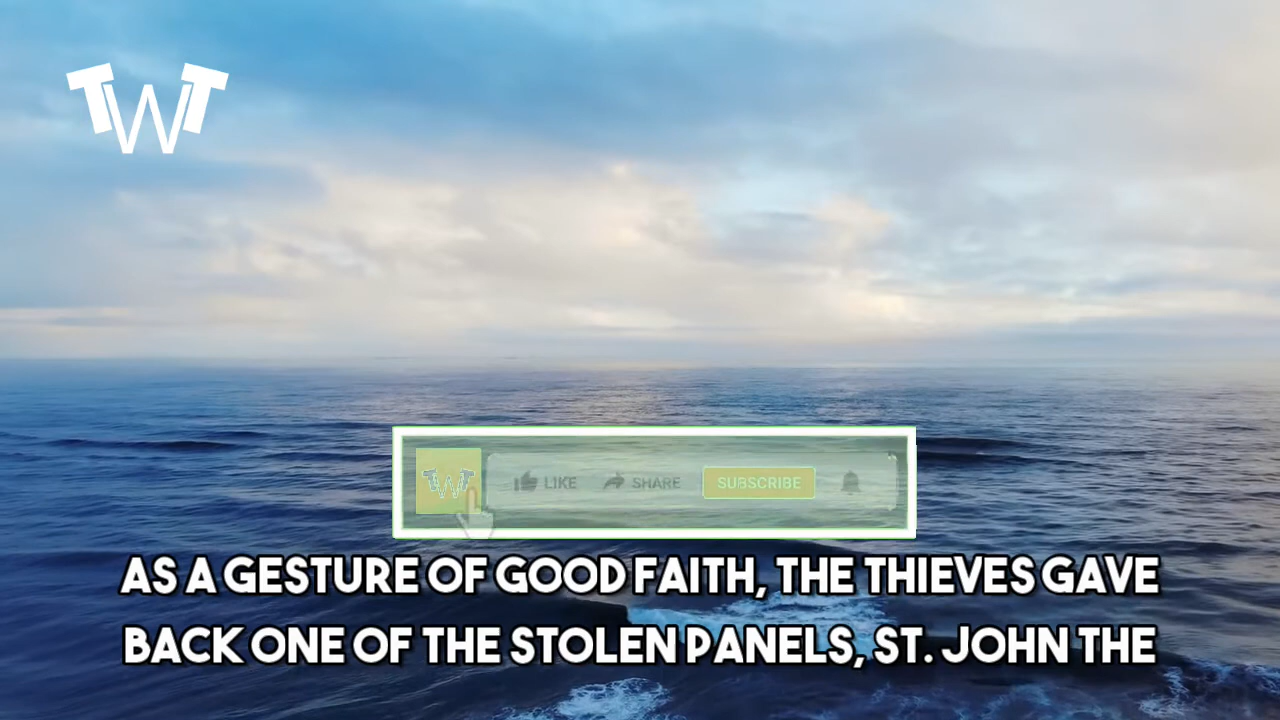 TWT
TWT
LIKE
SHARE
SUBSCRIBE
AS A GESTURE OF GOOD FAITH, THE THIEVES GAVE
BACK ONE OF THE STOLEN PANELS, ST. JOHN THE